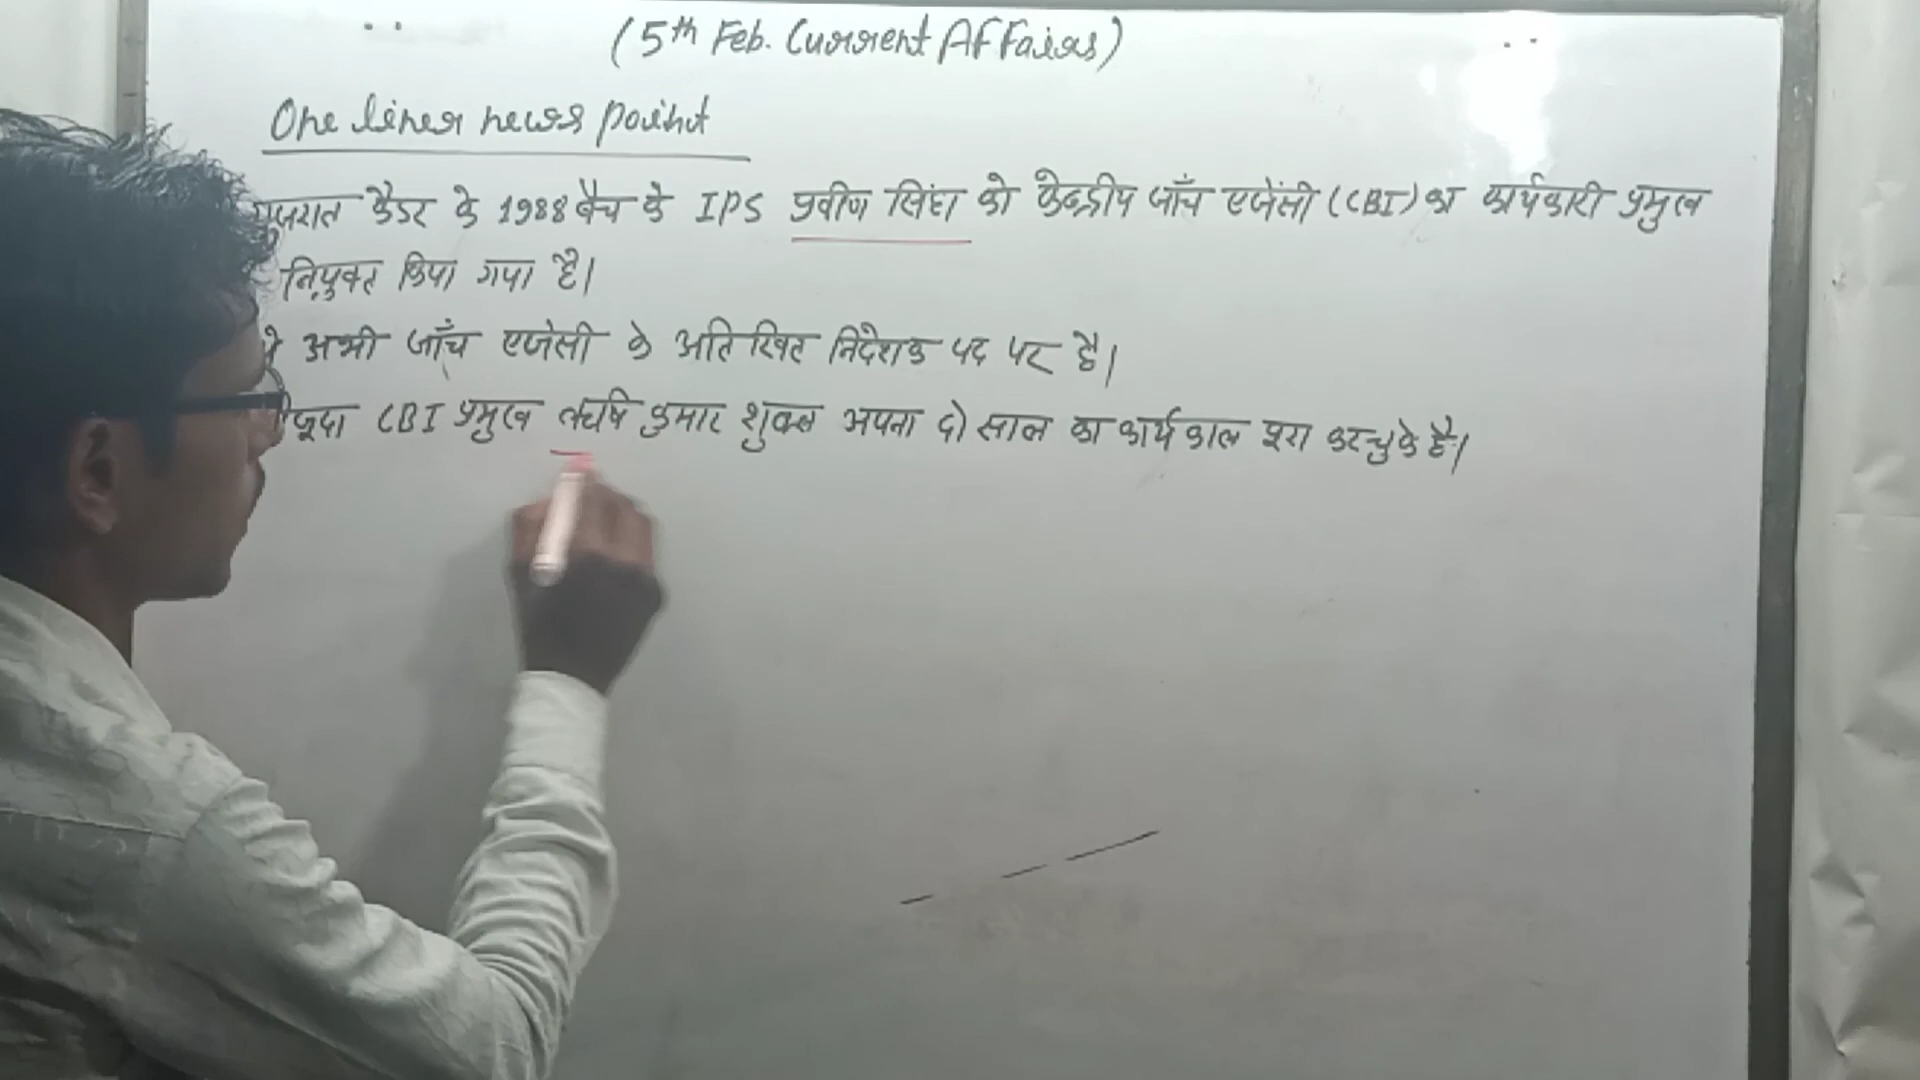 (5th Feb. Current Affairs)
One liner news point
गुजरात कैडर के 1988 बैच के IPS प्रवीण सिंहा को केन्द्रीय जाँच एजेंसी (CBI) का कार्यकारी प्रमुख
नियुक्त किया गया है।
अभी जाँच एजेंसी के अतिरिक्त निदेशक पद पर है।
CBI प्रमुख ऋषि कुमार शुक्ल अपना दो साल का कार्यकाल पूरा कर चुके है।